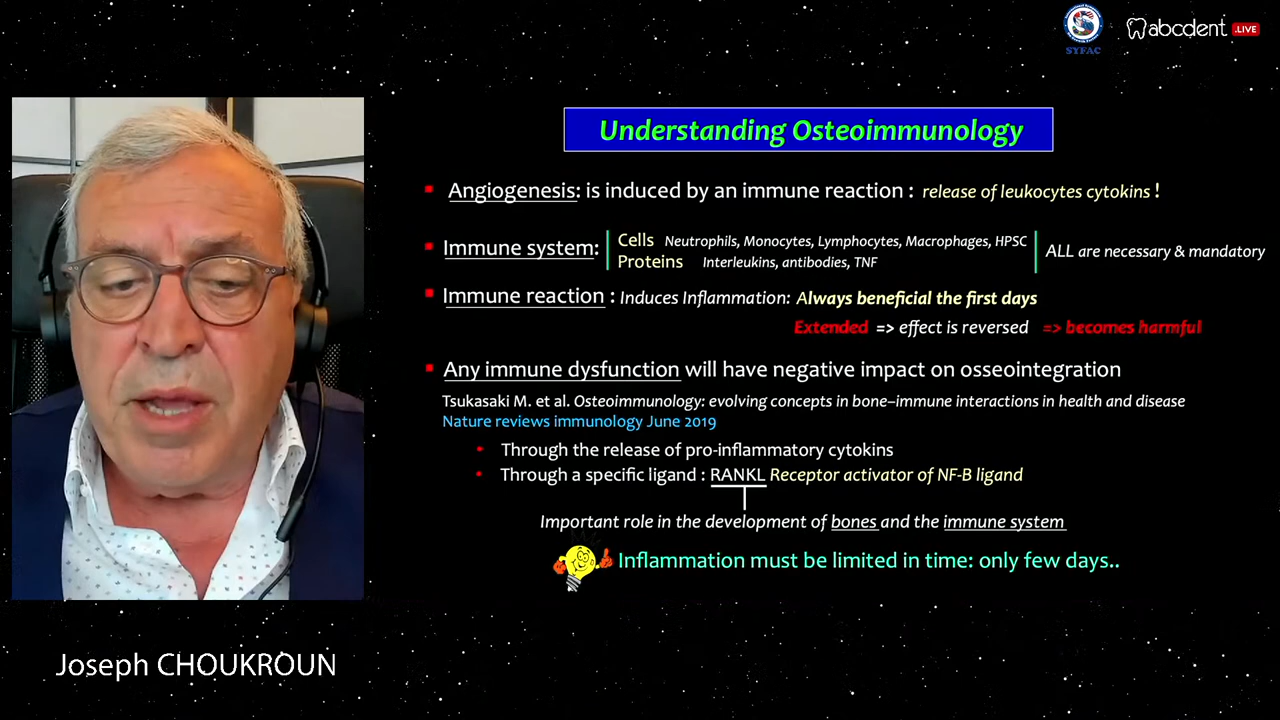 SYFAC
abcdent .LIVE
Understanding Osteoimmunology
Angiogenesis: is induced by an immune reaction : release of leukocytes cytokins !
Immune system:
Cells Neutrophils, Monocytes, Lymphocytes, Macrophages, HPSC
Proteins Interleukins, antibodies, TNF
ALL are necessary & mandatory
Immune reaction : Induces Inflammation: Always beneficial the first days
Extended => effect is reversed => becomes harmful
Any immune dysfunction will have negative impact on osseointegration
Tsukasaki M. et al. Osteoimmunology: evolving concepts in bone–immune interactions in health and disease
Nature reviews immunology June 2019
Through the release of pro-inflammatory cytokins
Through a specific ligand : RANKL Receptor activator of NF-B ligand
Important role in the development of bones and the immune system
Inflammation must be limited in time: only few days..
Joseph CHOUKROUN